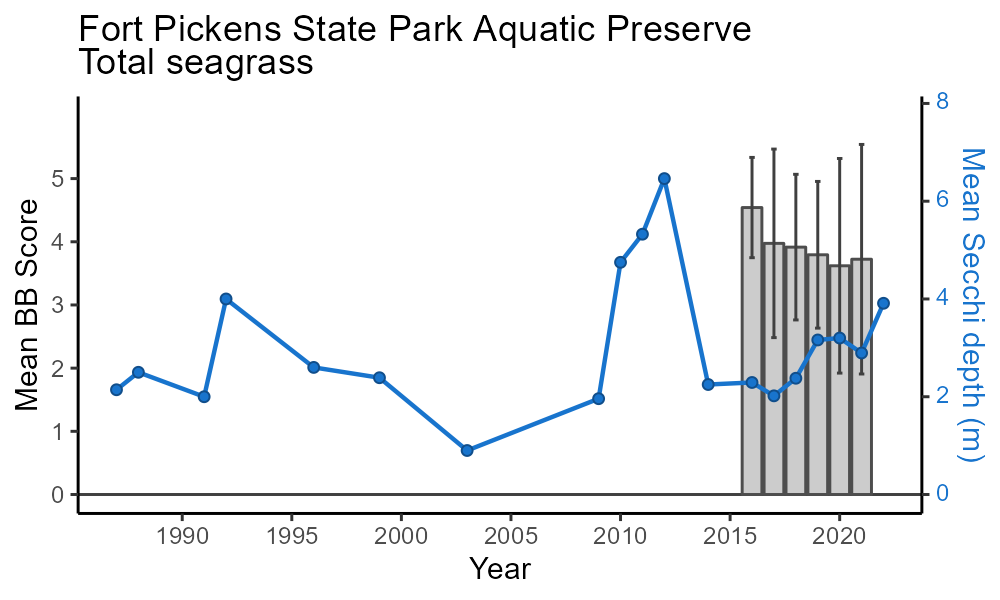 Fort Pickens State Park Aquatic Preserve
Total seagrass
Mean BB Score
5
4
3
2
1
0
8
6
4
2
0
Mean Secchi depth (m)
1990 1995 2000 2005 2010 2015 2020
Year